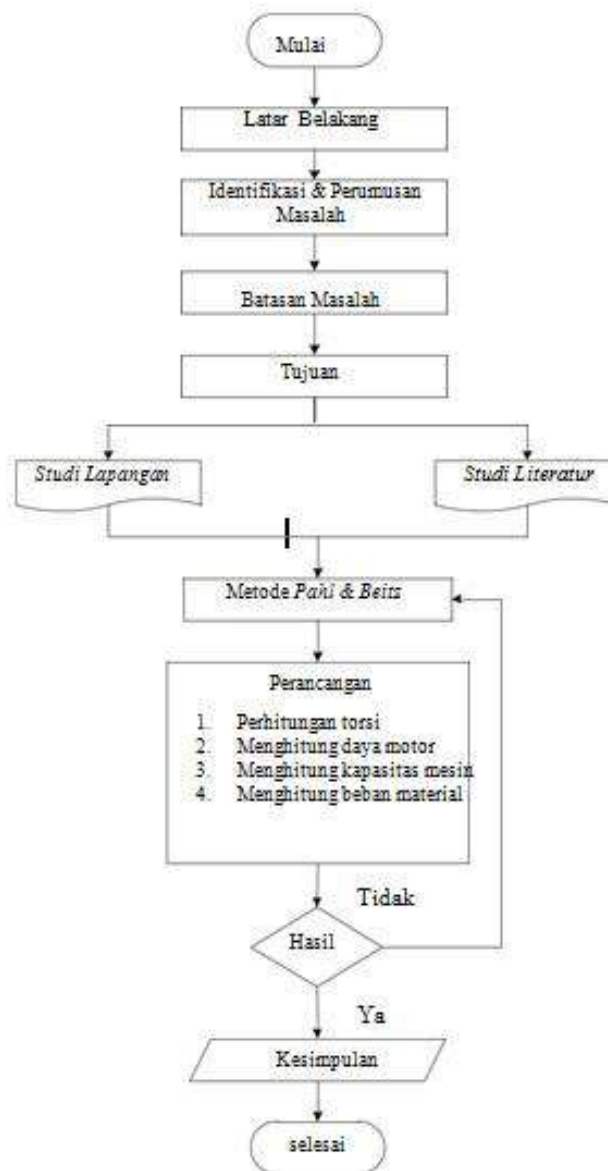 Mulai
Latar Belakang
Identifikasi & Perumusan
Masalah
Batasan Masalah
Tujuan
Studi Lapangan
Studi Literatur
Metode Pahl & Beits
Perancangan
1. Perhitungan torsi
2. Menghitung daya motor
3. Menghitung kapasitas mesin
4. Menghitung beban material
Tidak
Hasil
Ya
Kesimpulan
selesai